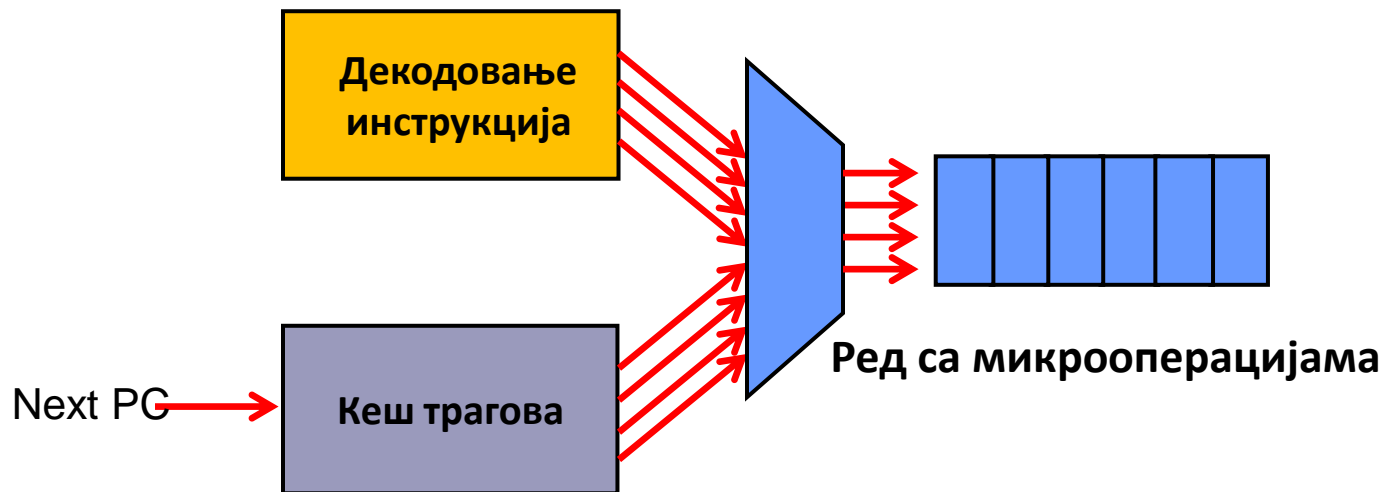 Декодовање
инструкција
Ред са микрооперацијама
Next PC
Кеш трагова